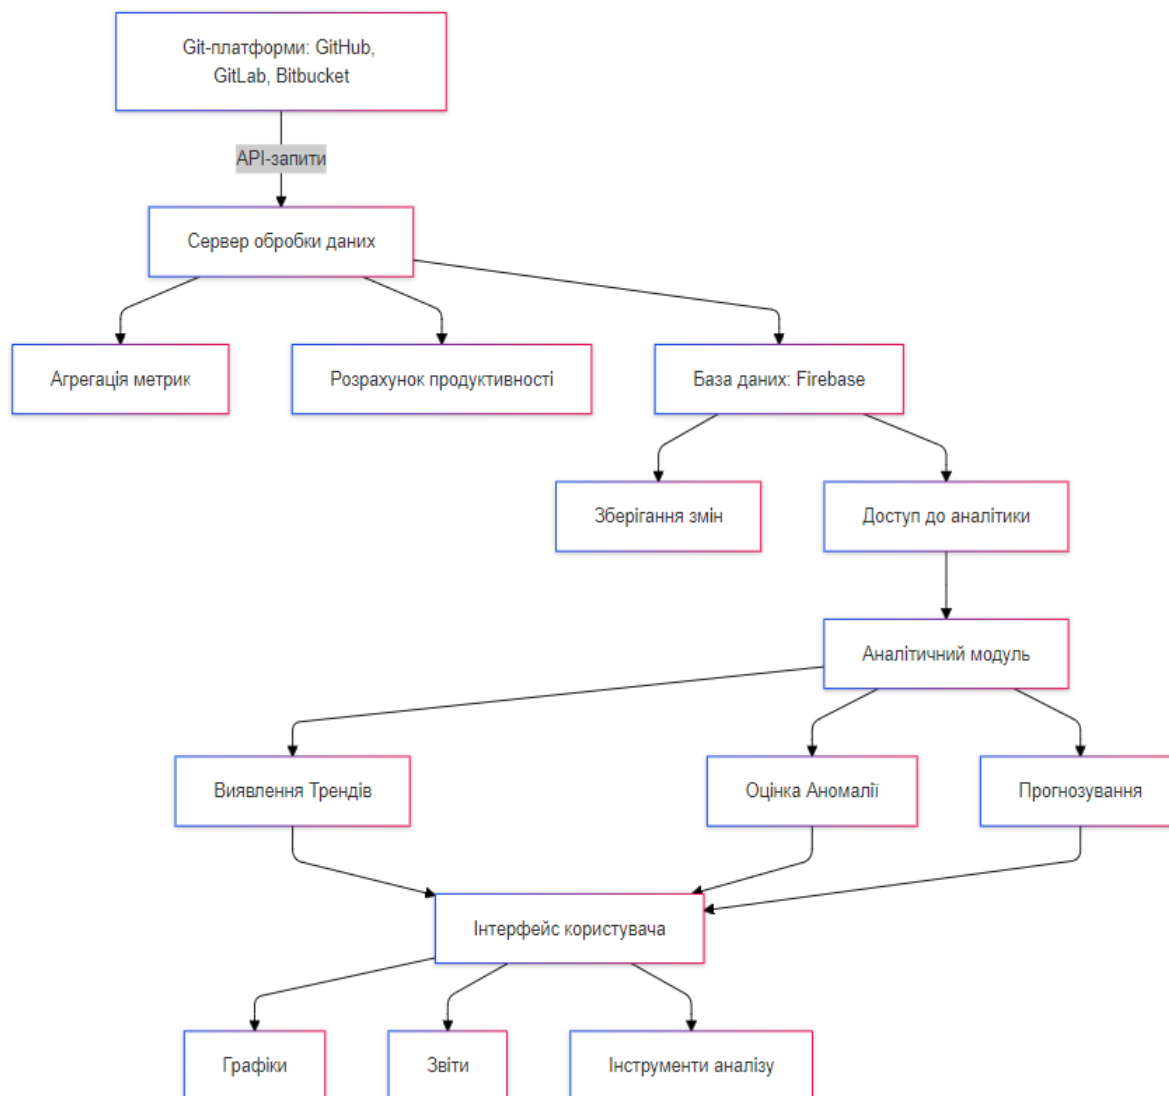 Git-платформи: GitHub,
GitLab, Bitbucket
API-запити
Сервер обробки даних
Агрегація метрик
Розрахунок продуктивності
База даних: Firebase
Зберігання змін
Доступ до аналітики
Аналітичний модуль
Виявлення Трендів
Оцінка Аномалії
Прогнозування
Інтерфейс користувача
Графіки
Звіти
Інструменти аналізу